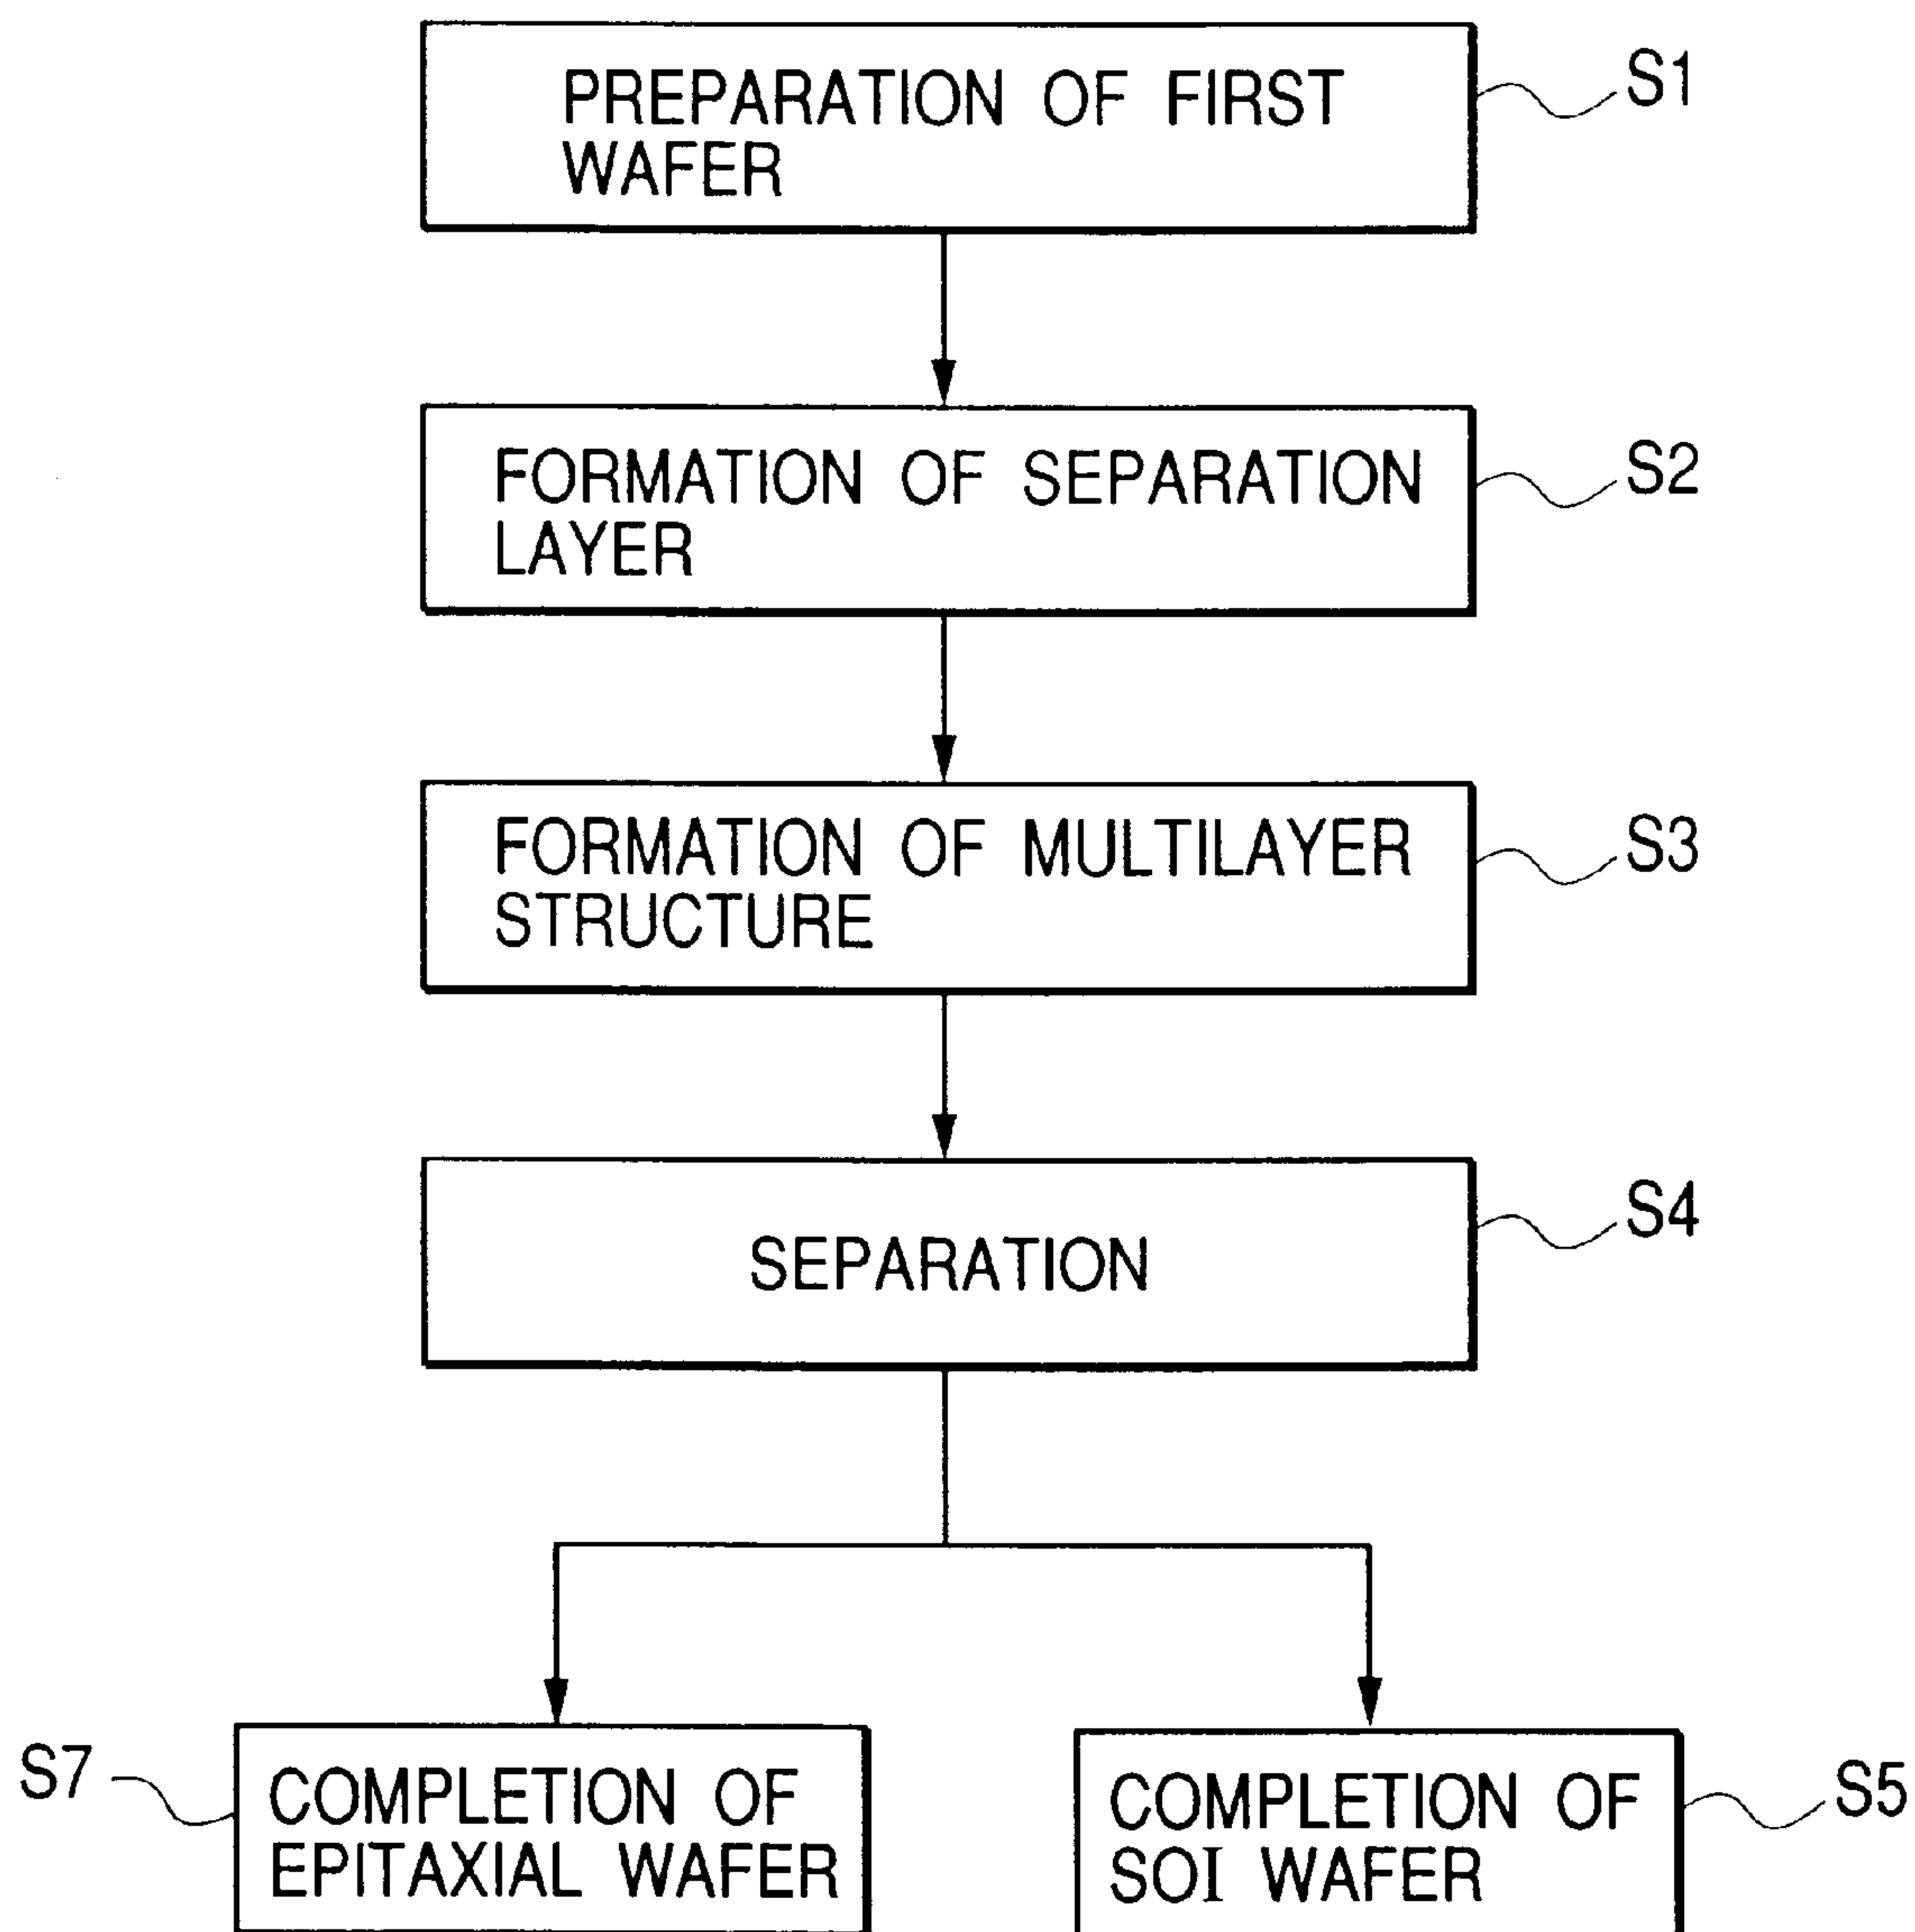 PREPARATION OF FIRST
WAFER
S1
FORMATION OF SEPARATION
LAYER
S2
FORMATION OF MULTILAYER
STRUCTURE
S3
SEPARATION
S4
S7
COMPLETION OF
EPITAXIAL WAFER
COMPLETION OF
SOI WAFER
S5